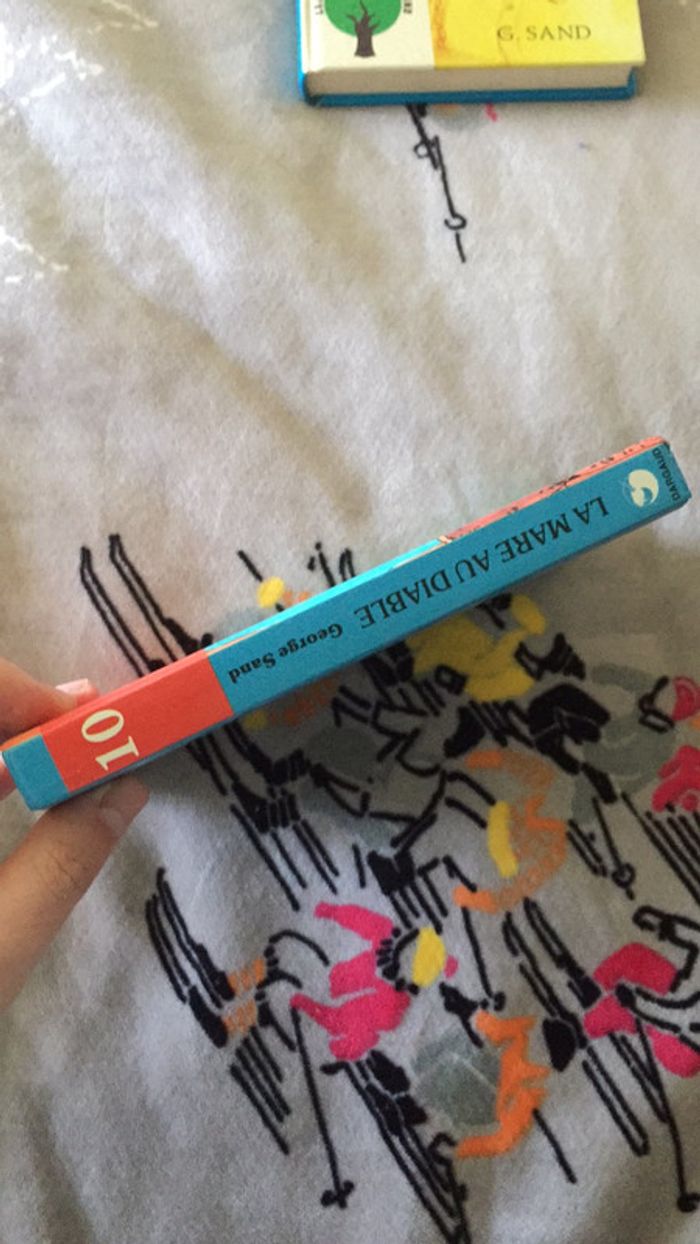 G. SAND
DARGAUD
LA MARE AU DIABLE George Sand
10